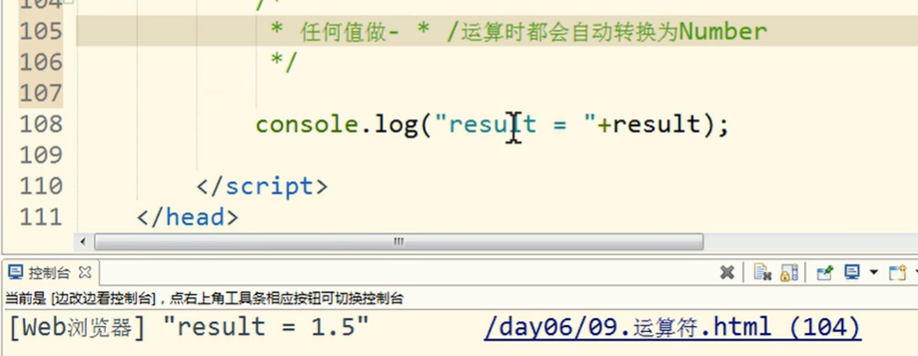 104 /*
105 * 任何值做- * /运算时都会自动转换为Number
106 */
107
108 console.log("result = "+result);
109
110 </script>
111 </head>
控制台
当前是 [边改边看控制台]，点右上角工具条相应按钮可切换控制台
[Web浏览器] "result = 1.5" /day06/09.运算符.html (104)